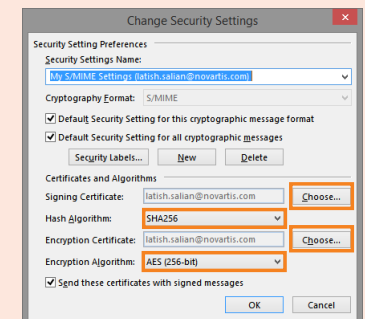 Change Security Settings
Security Setting Preferences
Security Settings Name:
My S/MIME Settings (latish.salian@novartis.com)
Cryptography Format: S/MIME
Default Security Setting for this cryptographic message format
Default Security Setting for all cryptographic messages
Security Labels... New Delete
Certificates and Algorithms
Signing Certificate: latish.salian@novartis.com Choose...
Hash Algorithm: SHA256
Encryption Certificate: latish.salian@novartis.com Choose...
Encryption Algorithm: AES (256-bit)
Send these certificates with signed messages
OK Cancel